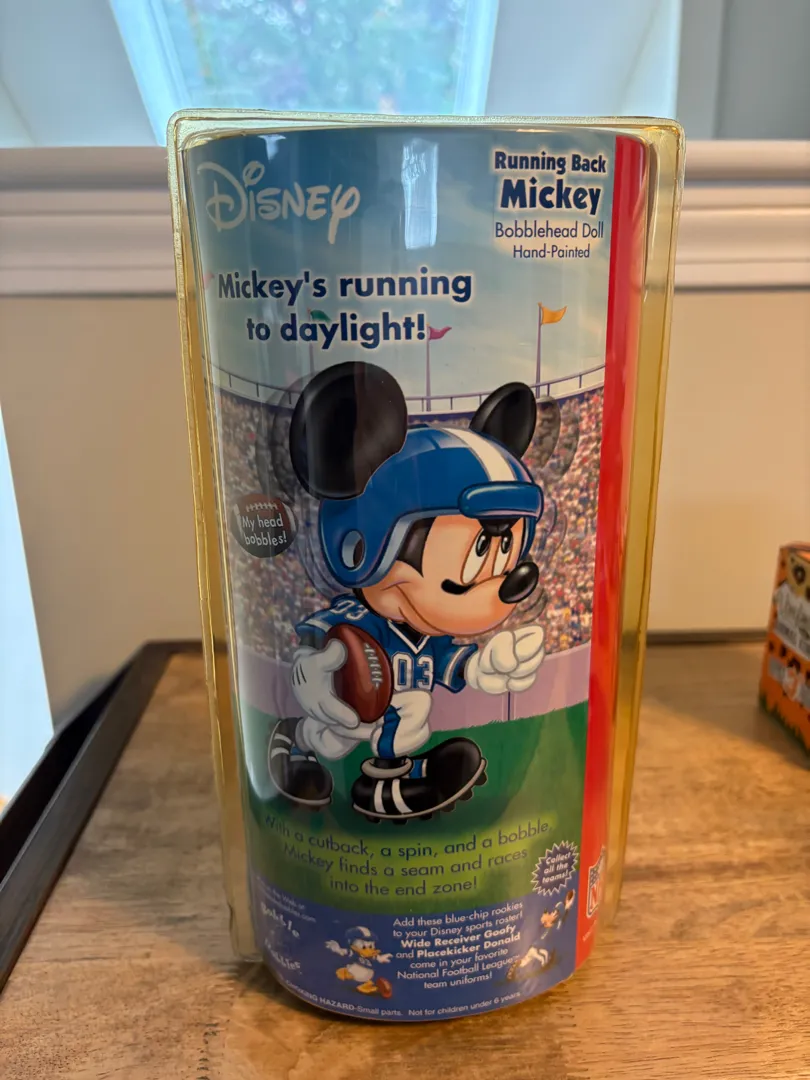 Disney
Running Back
Mickey
Bobblehead Doll
Hand-Painted
Mickey's running
to daylight!
My head
bobbles!
03
03
With a cutback, a spin, and a bobble,
Mickey finds a seam and races
into the end zone!
Collect
all the
teams!
Add these blue-chip rookies
to your Disney sports roster!
Wide Receiver Goofy
and Placekicker Donald
come in your favorite
National Football League
team uniforms!
HAZARD-Small parts. Not for children under 6 years